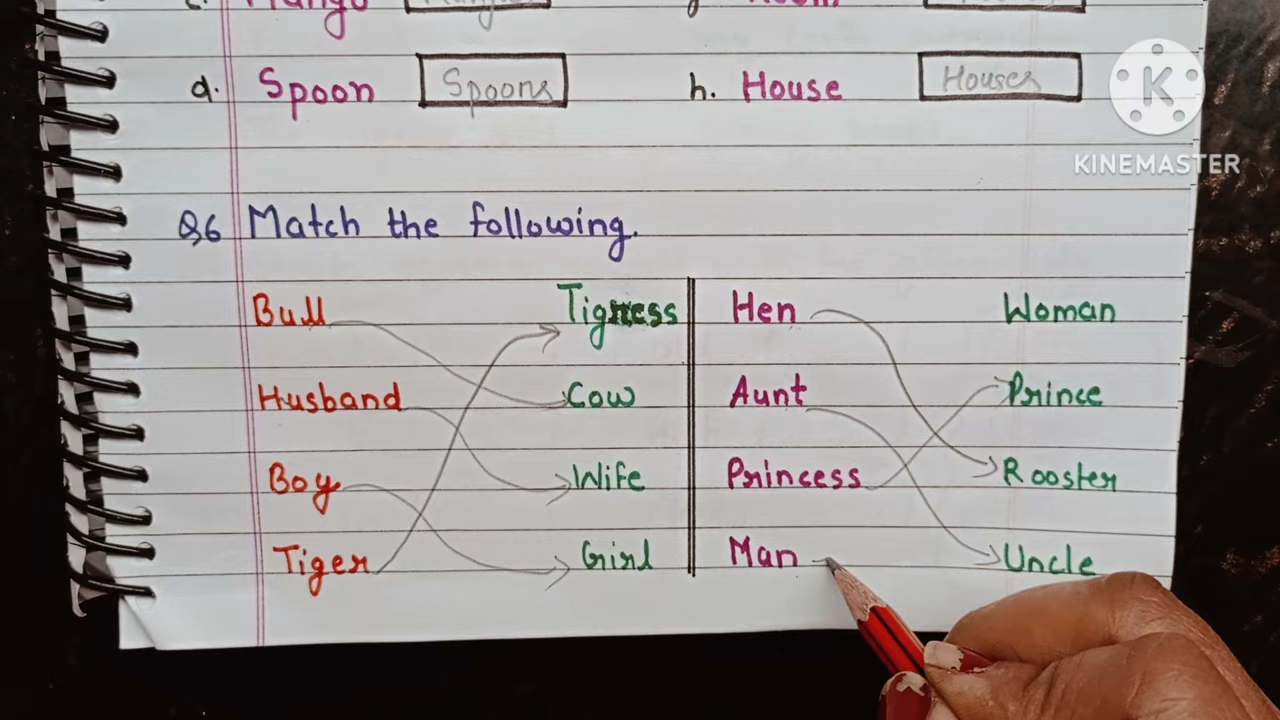 d. Spoon Spoons h. House Houses
KINEMASTER
Q6 Match the following.
Bull Tigress Hen Woman
Husband Cow Aunt Prince
Boy Wife Princess Rooster
Tiger Girl Man Uncle